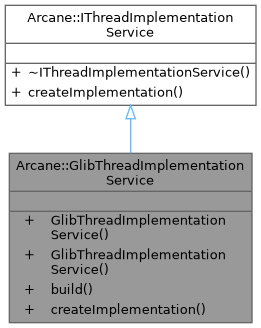 Arcane::IThreadImplementation
Service
+ ~IThreadImplementationService()
+ createImplementation()
Arcane::GlibThreadImplementation
Service
+ GlibThreadImplementation
Service()
+ GlibThreadImplementation
Service()
+ build()
+ createImplementation()